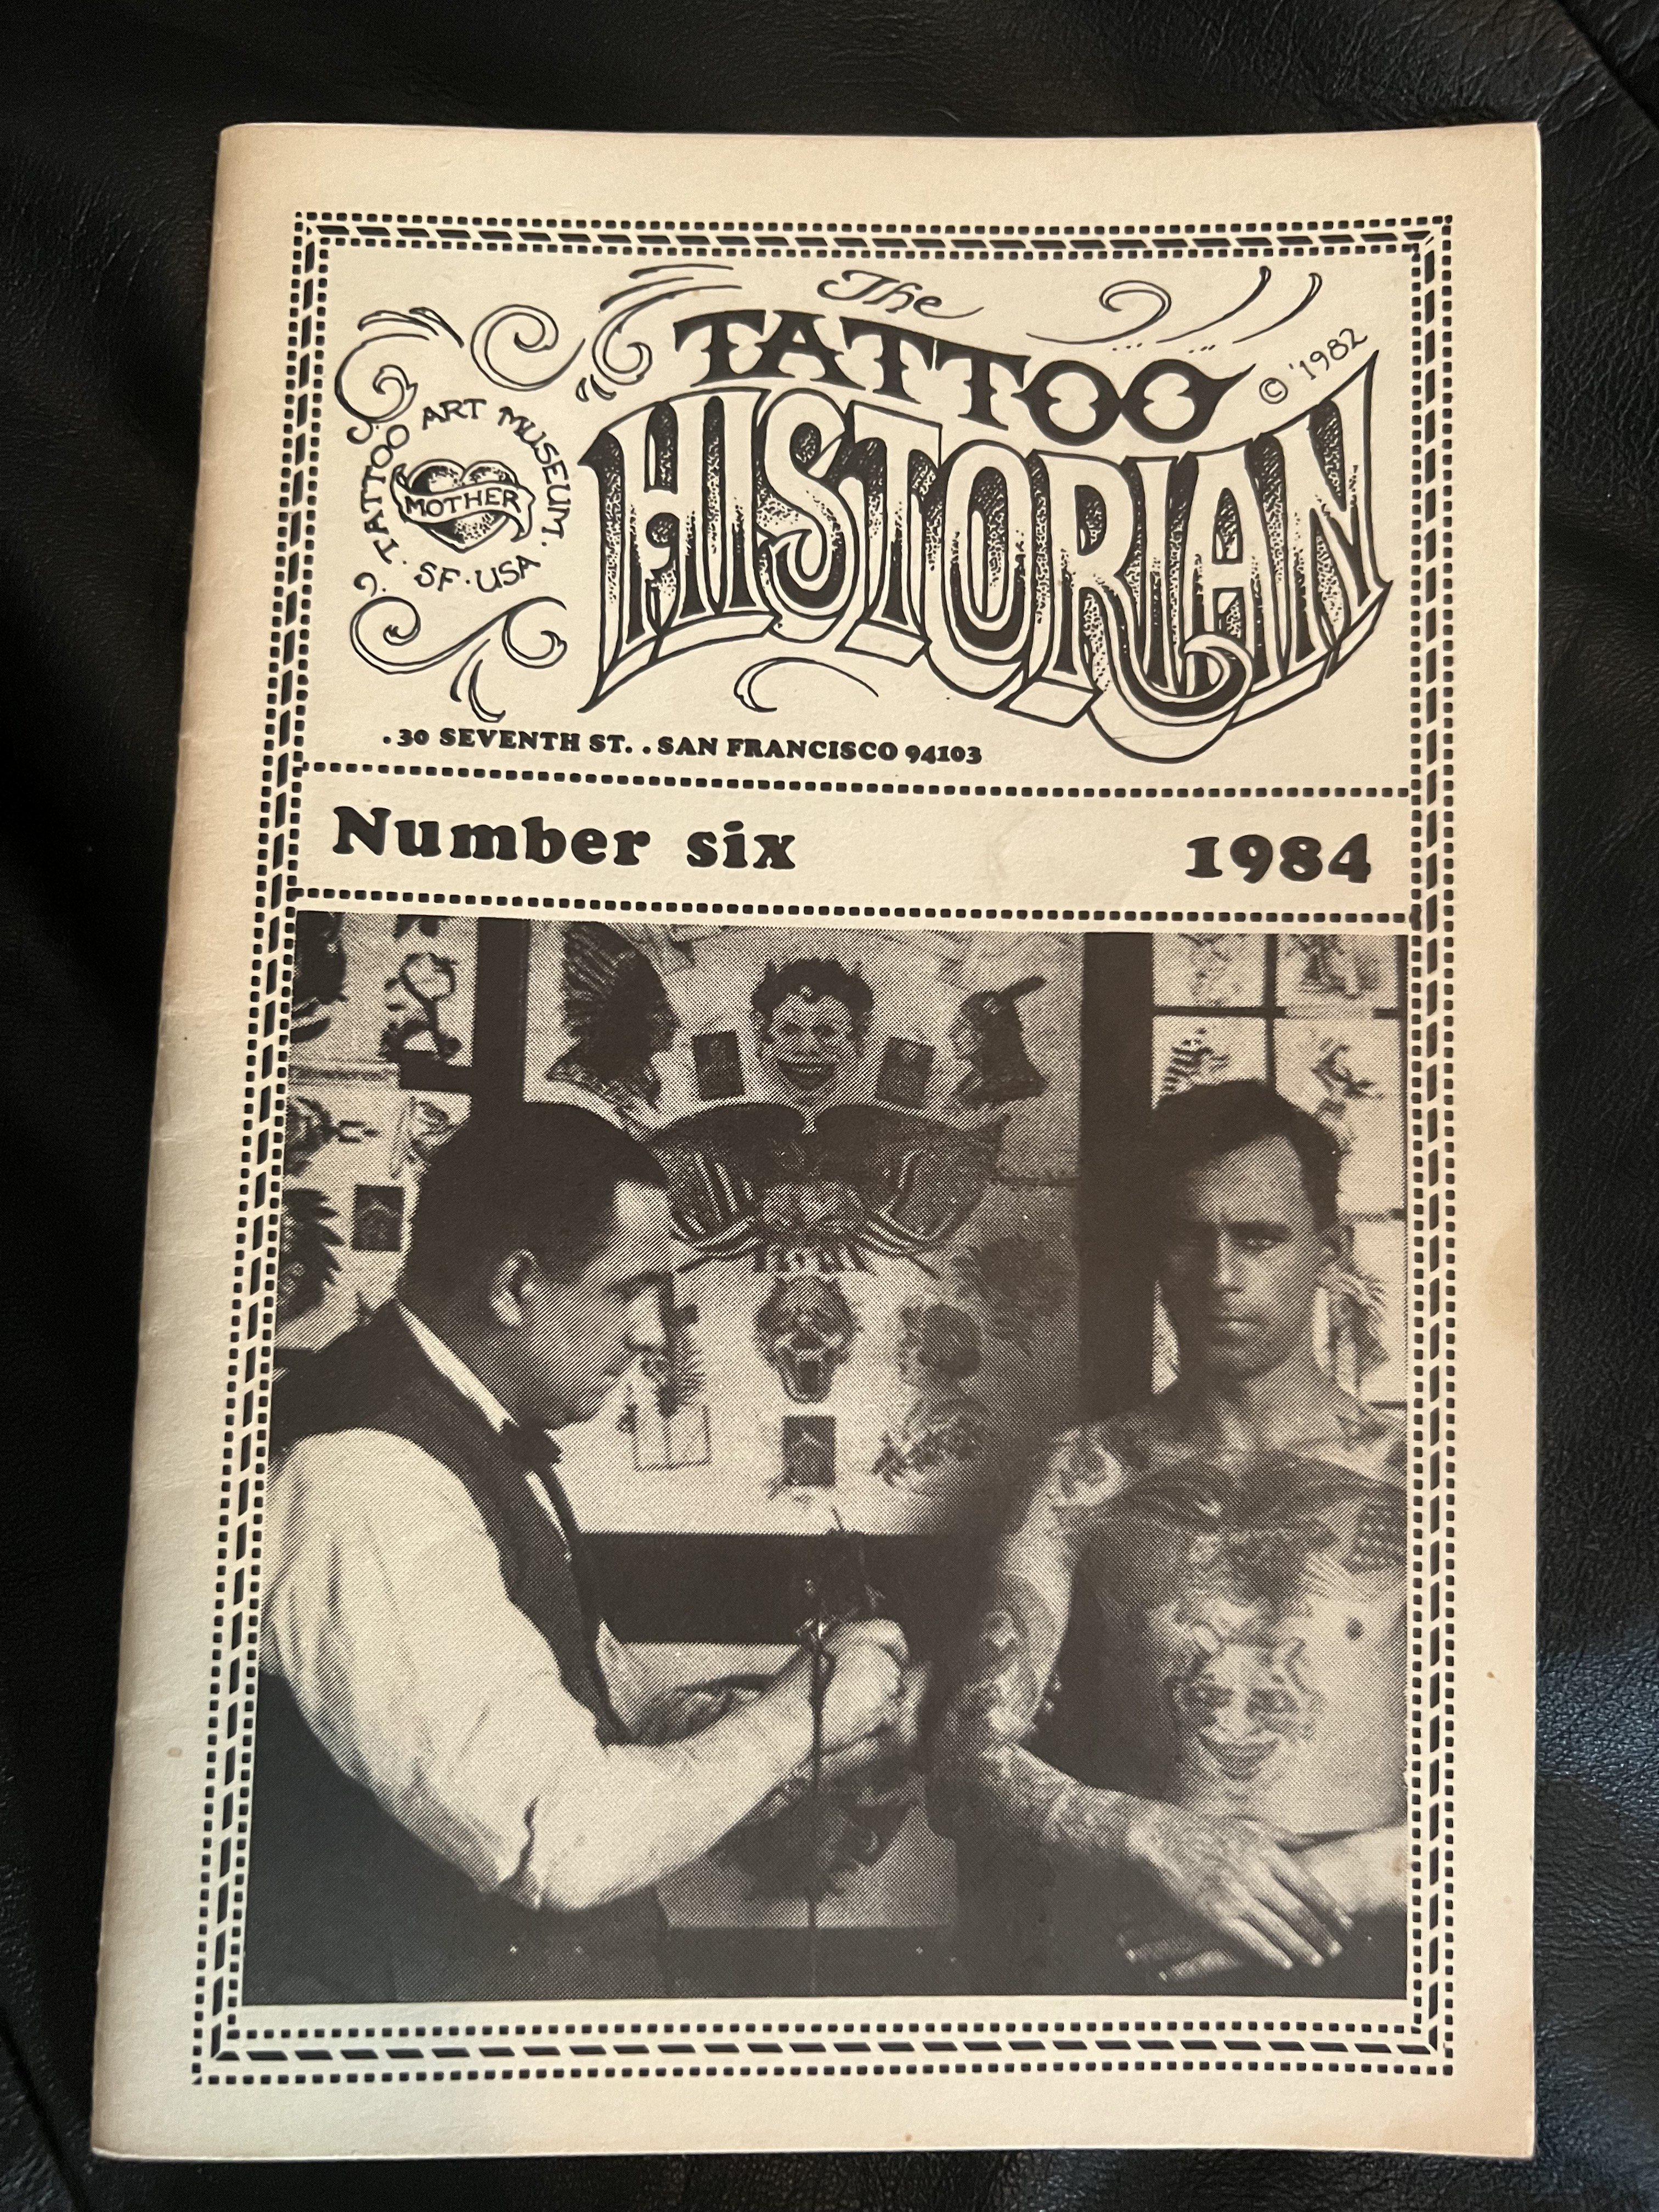 The
TATTOO
© '1982
HISTORIAN
· TATTOO ART MUSEUM · SF · USA
MOTHER
. 30 SEVENTH ST. . SAN FRANCISCO 94103
Number six 1984